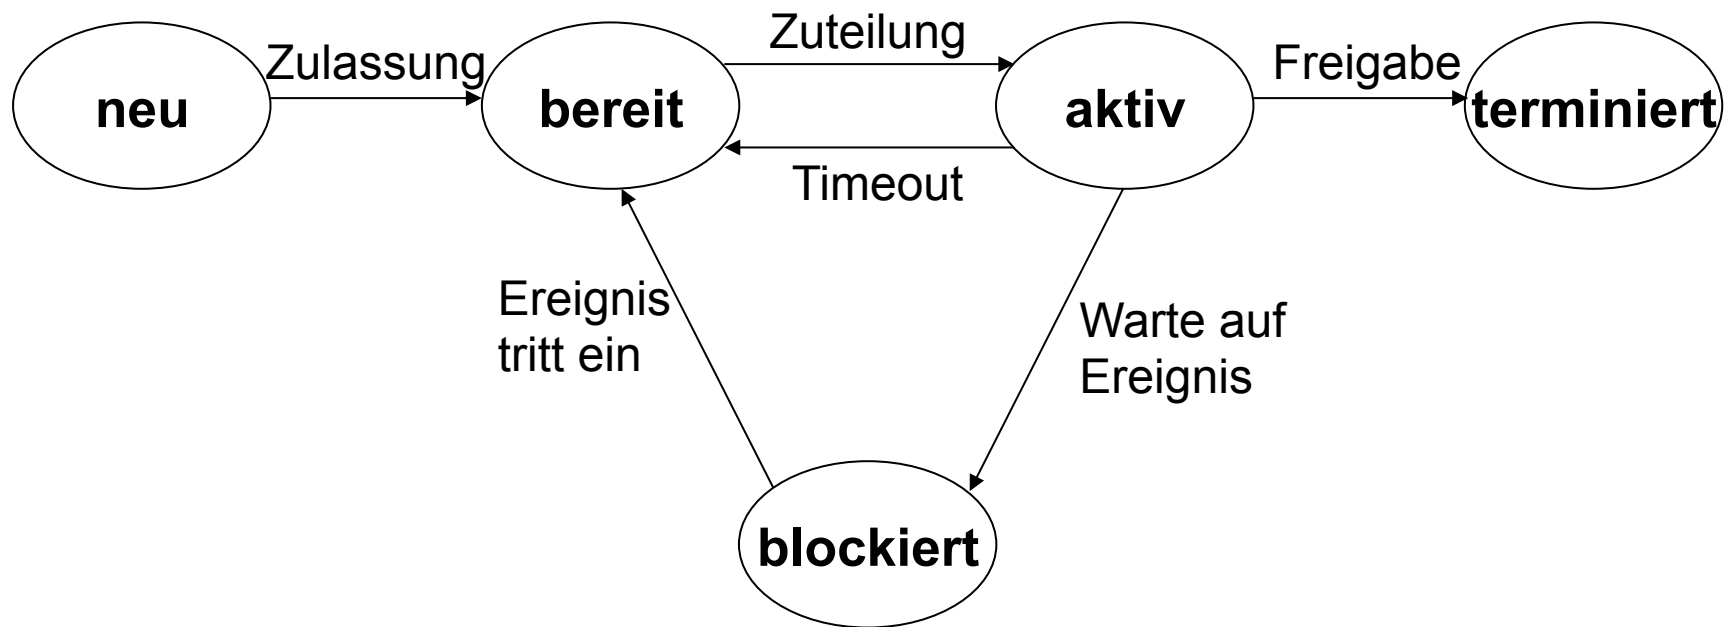 Zulassung
Zuteilung
Freigabe
neu
bereit
aktiv
terminiert
Timeout
Ereignis
tritt ein
Warte auf
Ereignis
blockiert